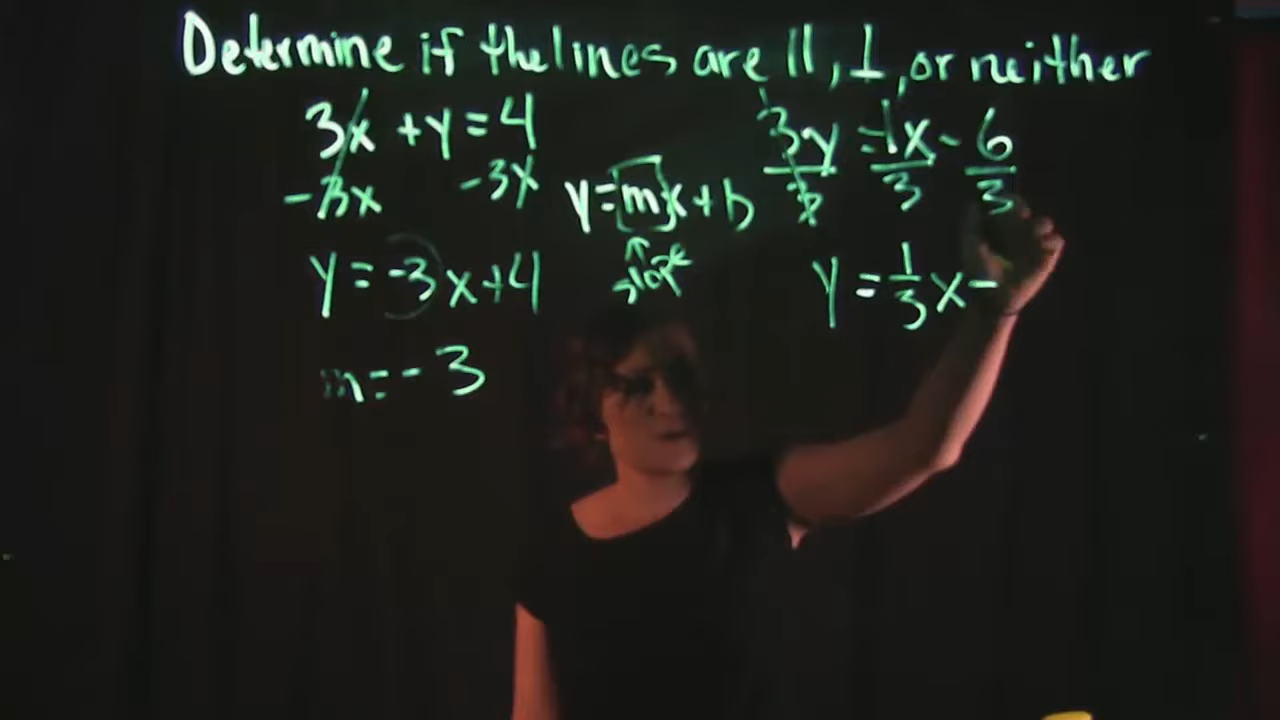 Determine if the lines are ||, ⊥, or neither
3x + y = 4
-3x -3x
y = -3x + 4
m = -3
y = mx + b
slope
3y = 1x - 6
3 3 3
y = 1/3 x -